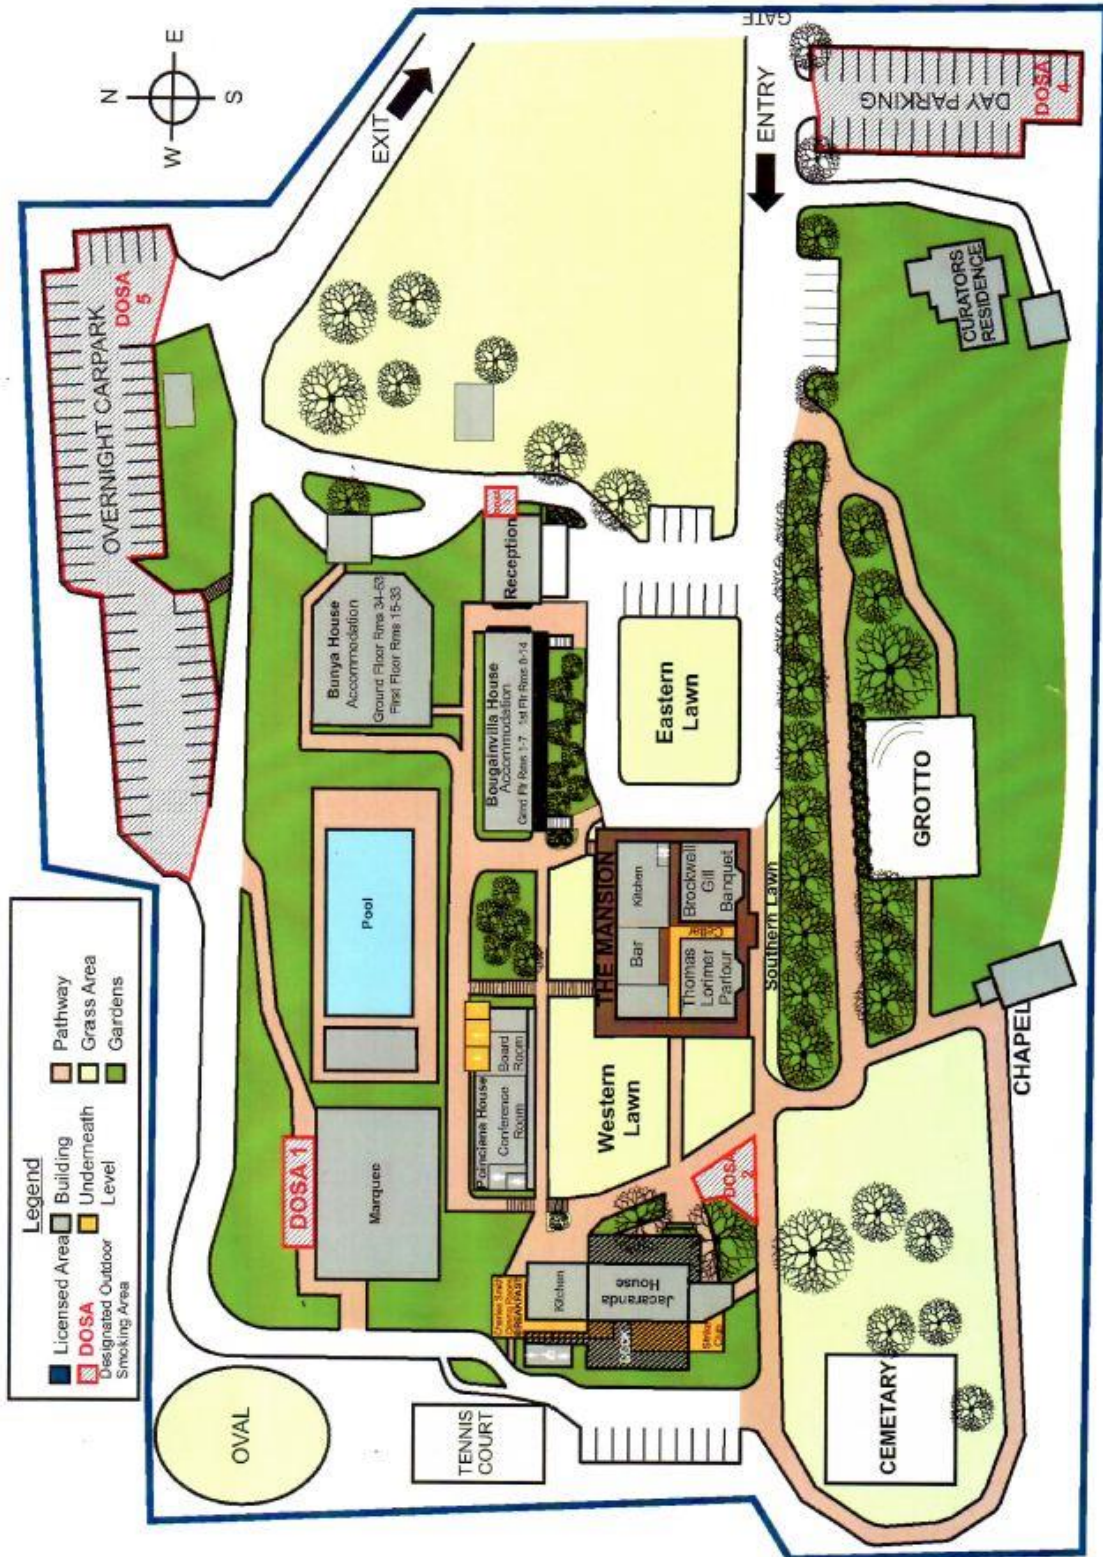 Legend
Licensed Area
DOSA
Designated Outdoor
Smoking Area
Building
Underneath
Level
Pathway
Grass Area
Gardens
N
E
S
W
OVERNIGHT CARPARK
DOSA
5
EXIT
GATE
ENTRY
DAY PARKING
DOSA
4
CURATORS
RESIDENCE
OVAL
TENNIS
COURT
DOSA 1
Marquee
Pool
Bunya House
Accommodation
Ground Floor Rms 34-53
First Floor Rms 15-33
Reception
Bougainvilla House
Accommodation
Grnd Flr Rms 1-7 1st Flr Rms 8-14
Poinciana House
Conference
Room
Board
Room
Eastern
Lawn
THE MANSION
Kitchen
Bar
Brockwell
Gill
Banquet
Cellar
Thomas
Lorimer
Parlour
Western
Lawn
Southern Lawn
DOSA
2
BREAKFAST
Kitchen
Jacaranda
House
DECK
GROTTO
CHAPEL
CEMETARY